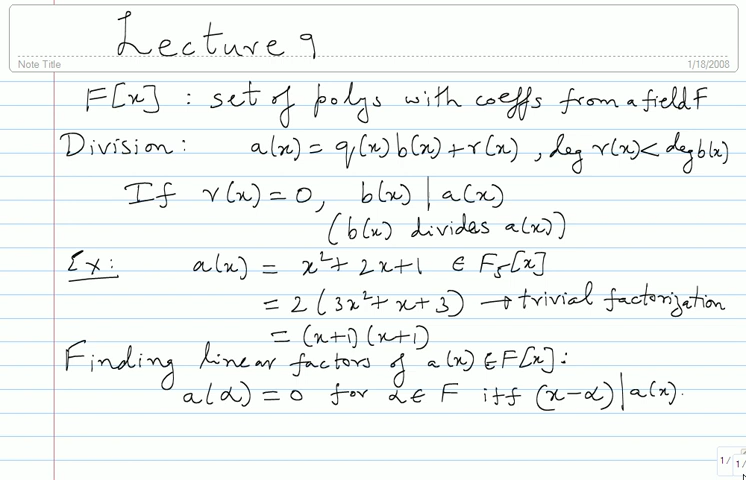 Lecture 9
Note Title
1/18/2008
F[x] : set of polys with coeffs from a field F
Division : a(x) = q(x)b(x)+r(x), deg r(x)< deg b(x)
If r(x) = 0, b(x) | a(x)
(b(x) divides a(x))
Ex: a(x) = x²+ 2x+1 ∈ F₅[x]
= 2 (3x²+ x+3) → trivial factorization
= (x+1) (x+1)
Finding linear factors of a(x) ∈ F[x]:
a(α) = 0 for α ∈ F iff (x-α) | a(x).
1/1